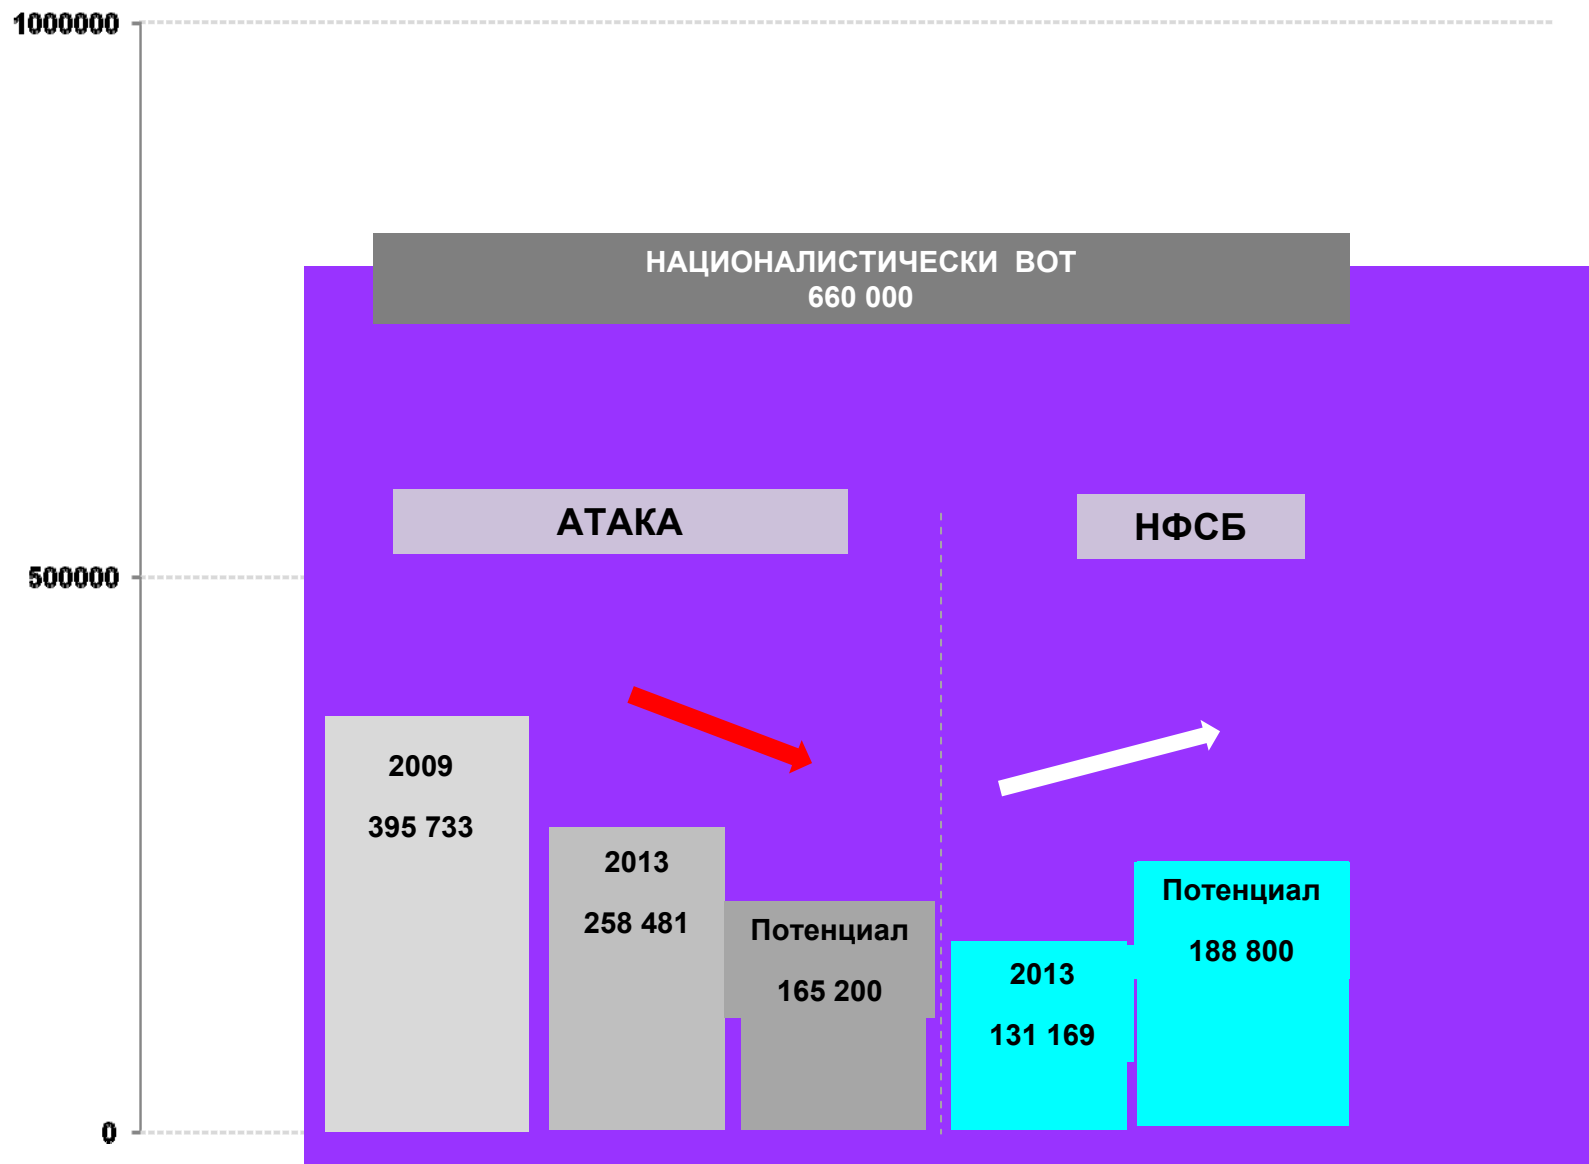 1000000
НАЦИОНАЛИСТИЧЕСКИ ВОТ
660 000
АТАКА
НФСБ
500000
2009
395 733
2013
258 481
Потенциал
165 200
2013
131 169
Потенциал
188 800
0